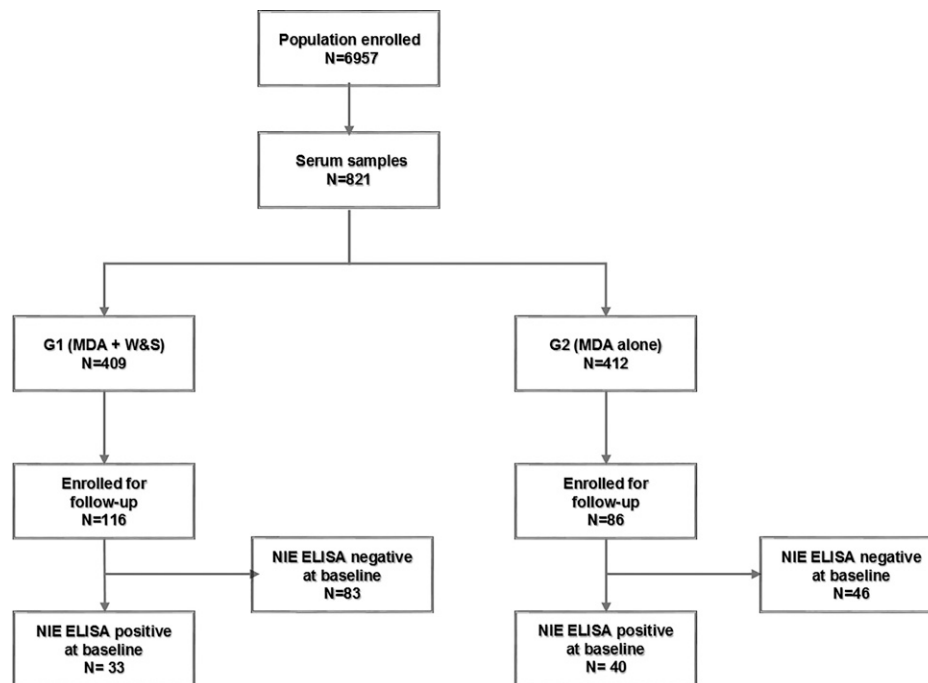 Population enrolled
N=6957
Serum samples
N=821
G1 (MDA + W&S)
N=409
G2 (MDA alone)
N=412
Enrolled for
follow-up
N=116
Enrolled for
follow-up
N=86
NIE ELISA negative
at baseline
N=83
NIE ELISA negative
at baseline
N=46
NIE ELISA positive
at baseline
N= 33
NIE ELISA positive
at baseline
N= 40